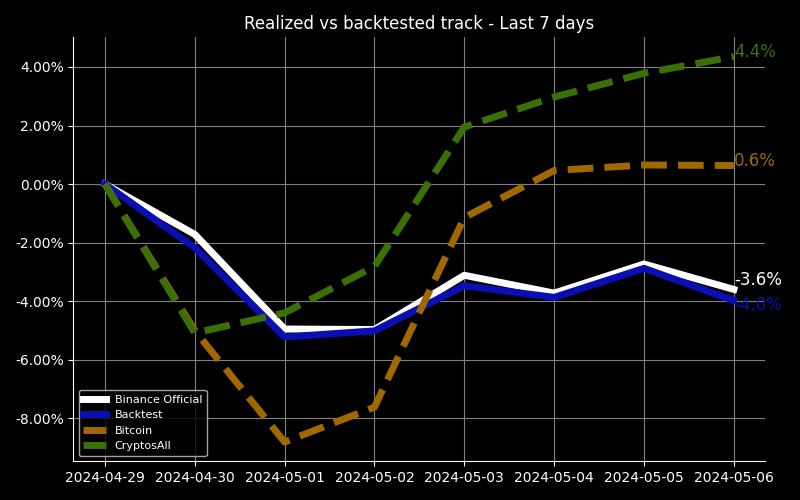 Realized vs backtested track - Last 7 days
4.00%
2.00%
0.00%
-2.00%
-4.00%
-6.00%
-8.00%
4.4%
0.6%
-3.6%
-4.0%
Binance Official
Backtest
Bitcoin
CryptosAll
2024-04-29 2024-04-30 2024-05-01 2024-05-02 2024-05-03 2024-05-04 2024-05-05 2024-05-06